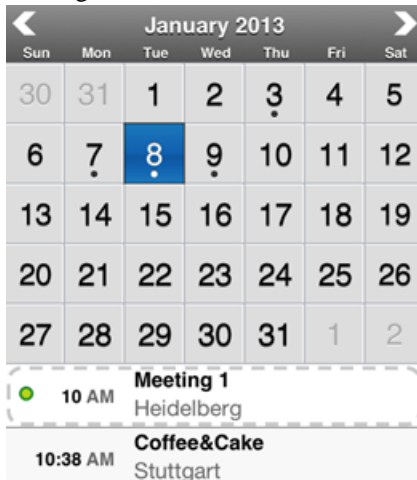 January 2013
Sun Mon Tue Wed Thu Fri Sat
30 31 1 2 3 4 5
6 7 8 9 10 11 12
13 14 15 16 17 18 19
20 21 22 23 24 25 26
27 28 29 30 31 1 2
10 AM Meeting 1
Heidelberg
10:38 AM Coffee&Cake
Stuttgart